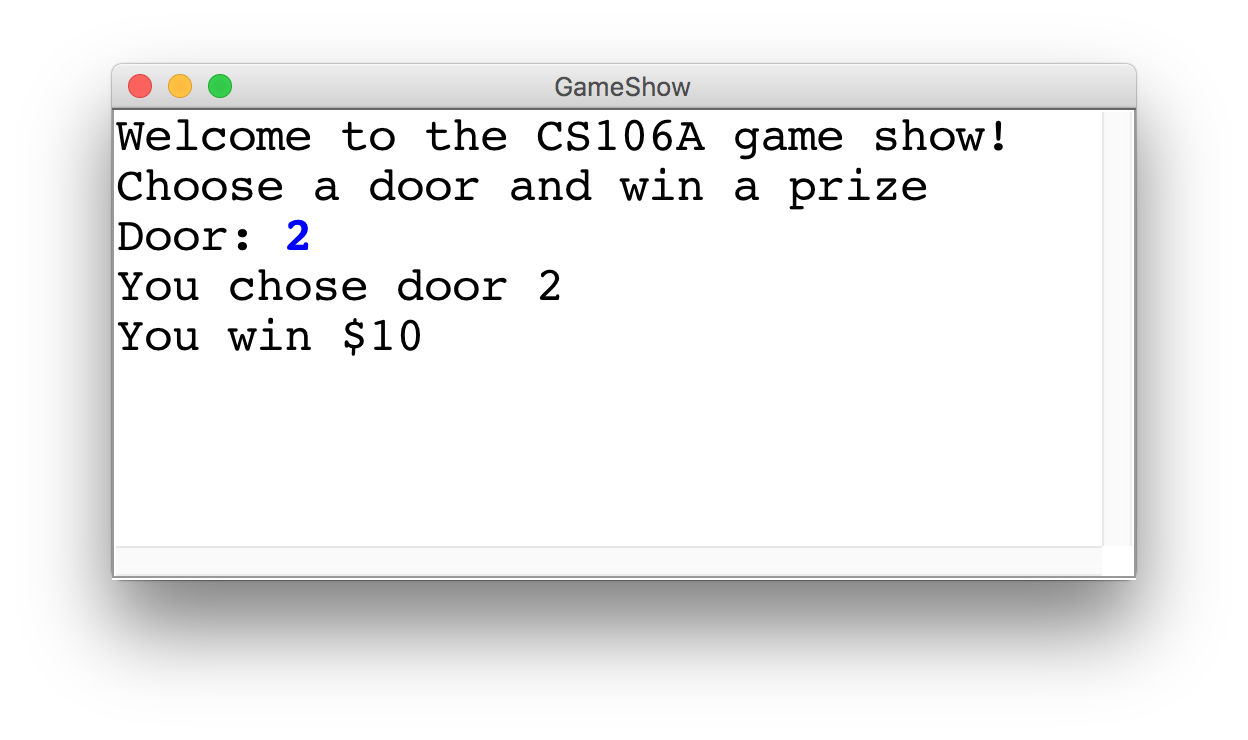 GameShow
Welcome to the CS106A game show!
Choose a door and win a prize
Door: 2
You chose door 2
You win $10